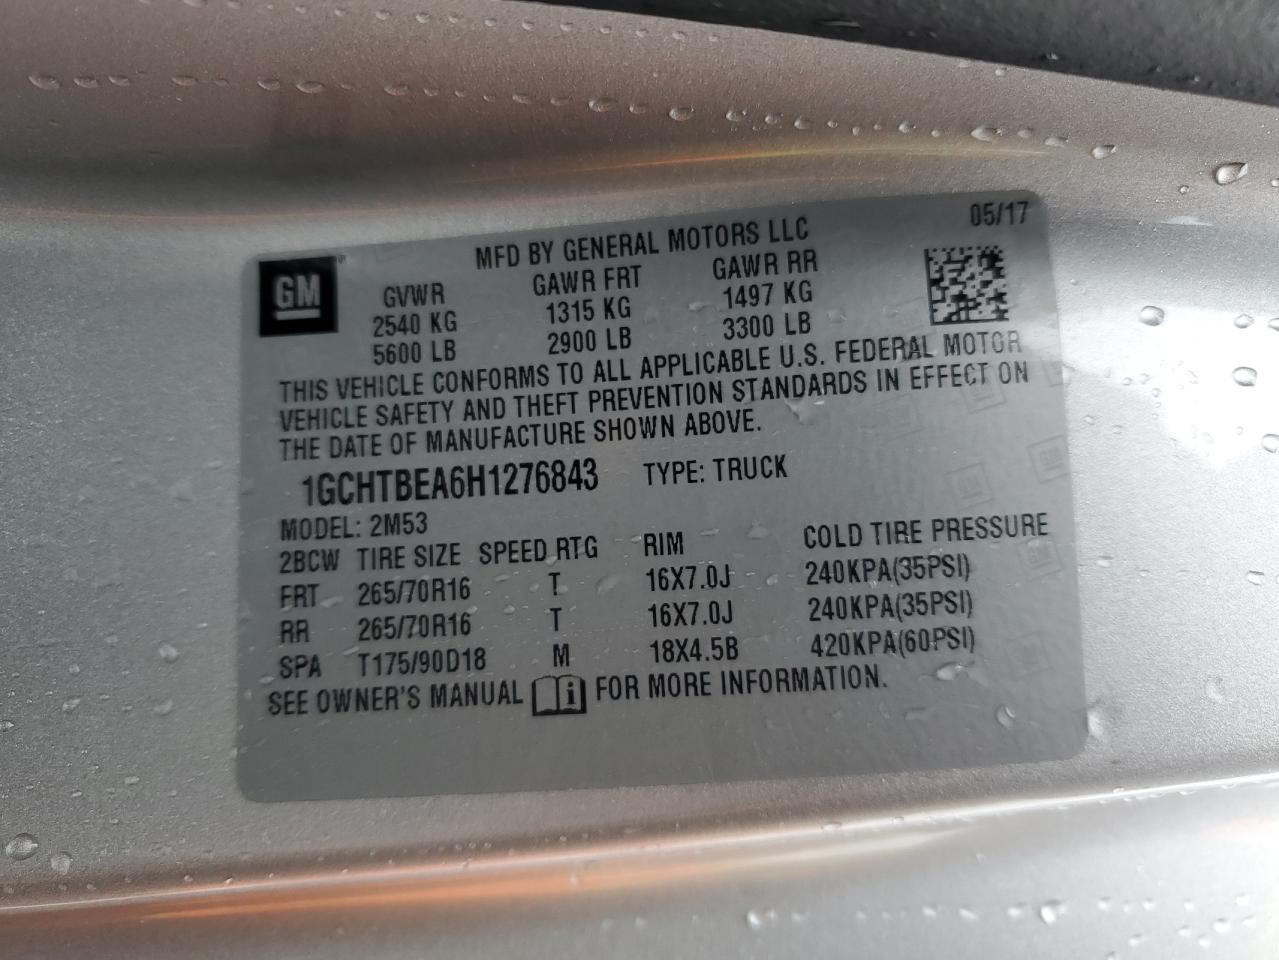 MFD BY GENERAL MOTORS LLC 05/17
GM GVWR GAWR FRT GAWR RR
2540 KG 1315 KG 1497 KG
5600 LB 2900 LB 3300 LB
THIS VEHICLE CONFORMS TO ALL APPLICABLE U.S. FEDERAL MOTOR
VEHICLE SAFETY AND THEFT PREVENTION STANDARDS IN EFFECT ON
THE DATE OF MANUFACTURE SHOWN ABOVE.
1GCHTBEA6H1276843 TYPE: TRUCK
MODEL: 2M53
2BCW TIRE SIZE SPEED RTG RIM COLD TIRE PRESSURE
FRT 265/70R16 T 16X7.0J 240KPA(35PSI)
RR 265/70R16 T 16X7.0J 240KPA(35PSI)
SPA T175/90D18 M 18X4.5B 420KPA(60PSI)
SEE OWNER'S MANUAL i FOR MORE INFORMATION.